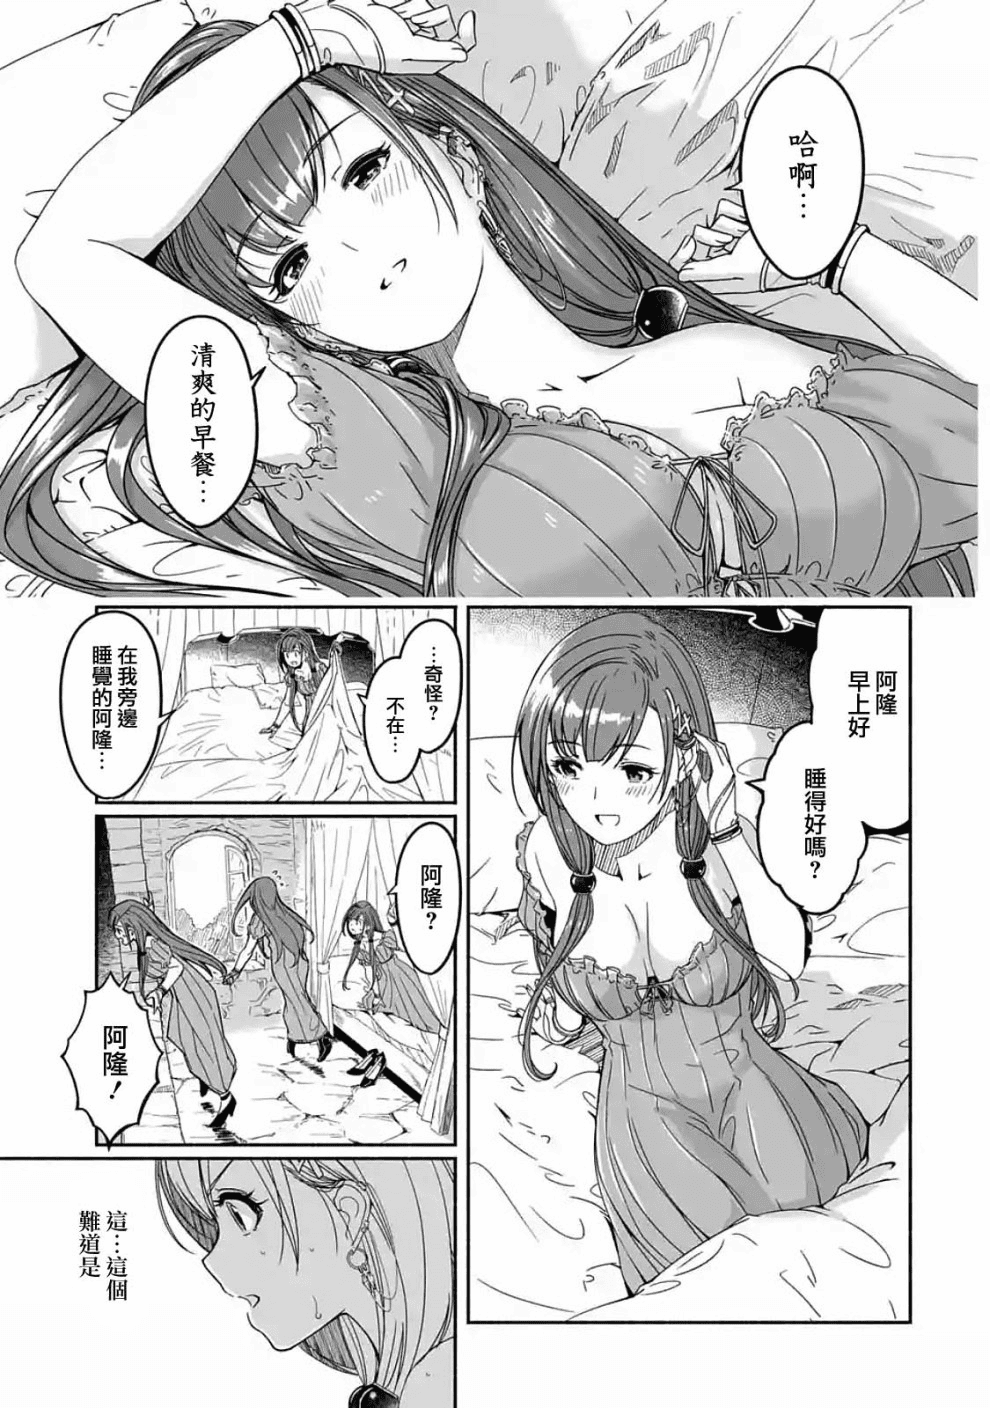 哈啊…
清爽的早餐…
阿隆
早上好
睡得好嗎？
…奇怪？
不在…
在我旁邊
睡覺的阿隆…
阿隆？
阿隆！
這…這個
難道是